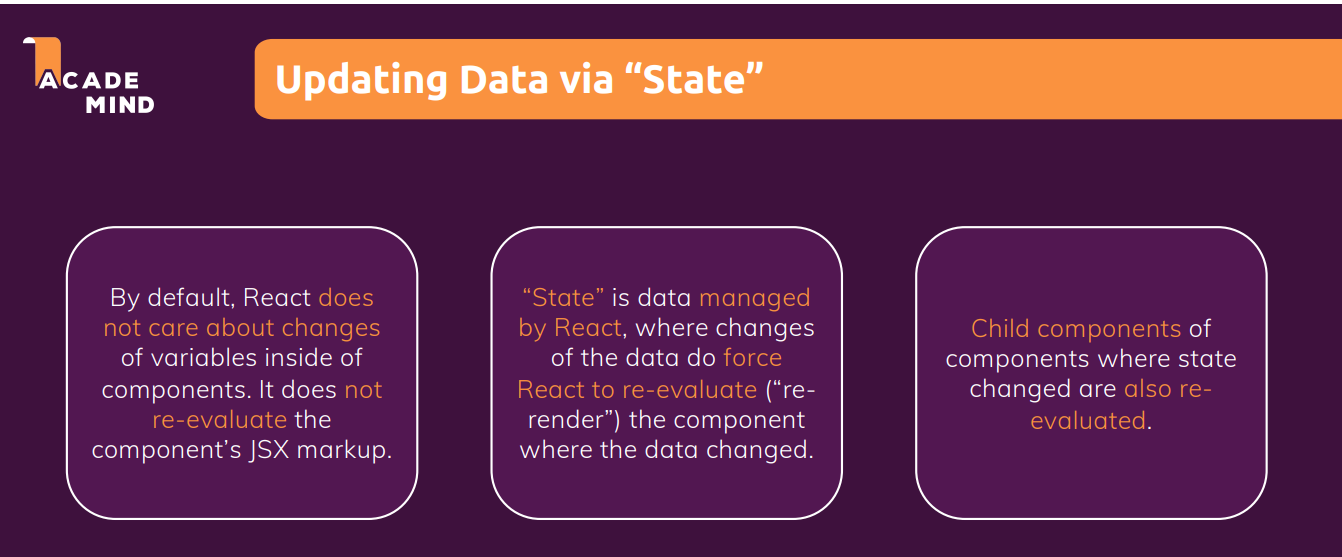 ACADE
MIND
Updating Data via “State”
By default, React does
not care about changes
of variables inside of
components. It does not
re-evaluate the
component’s JSX markup.
“State” is data managed
by React, where changes
of the data do force
React to re-evaluate (“re-
render”) the component
where the data changed.
Child components of
components where state
changed are also re-
evaluated.